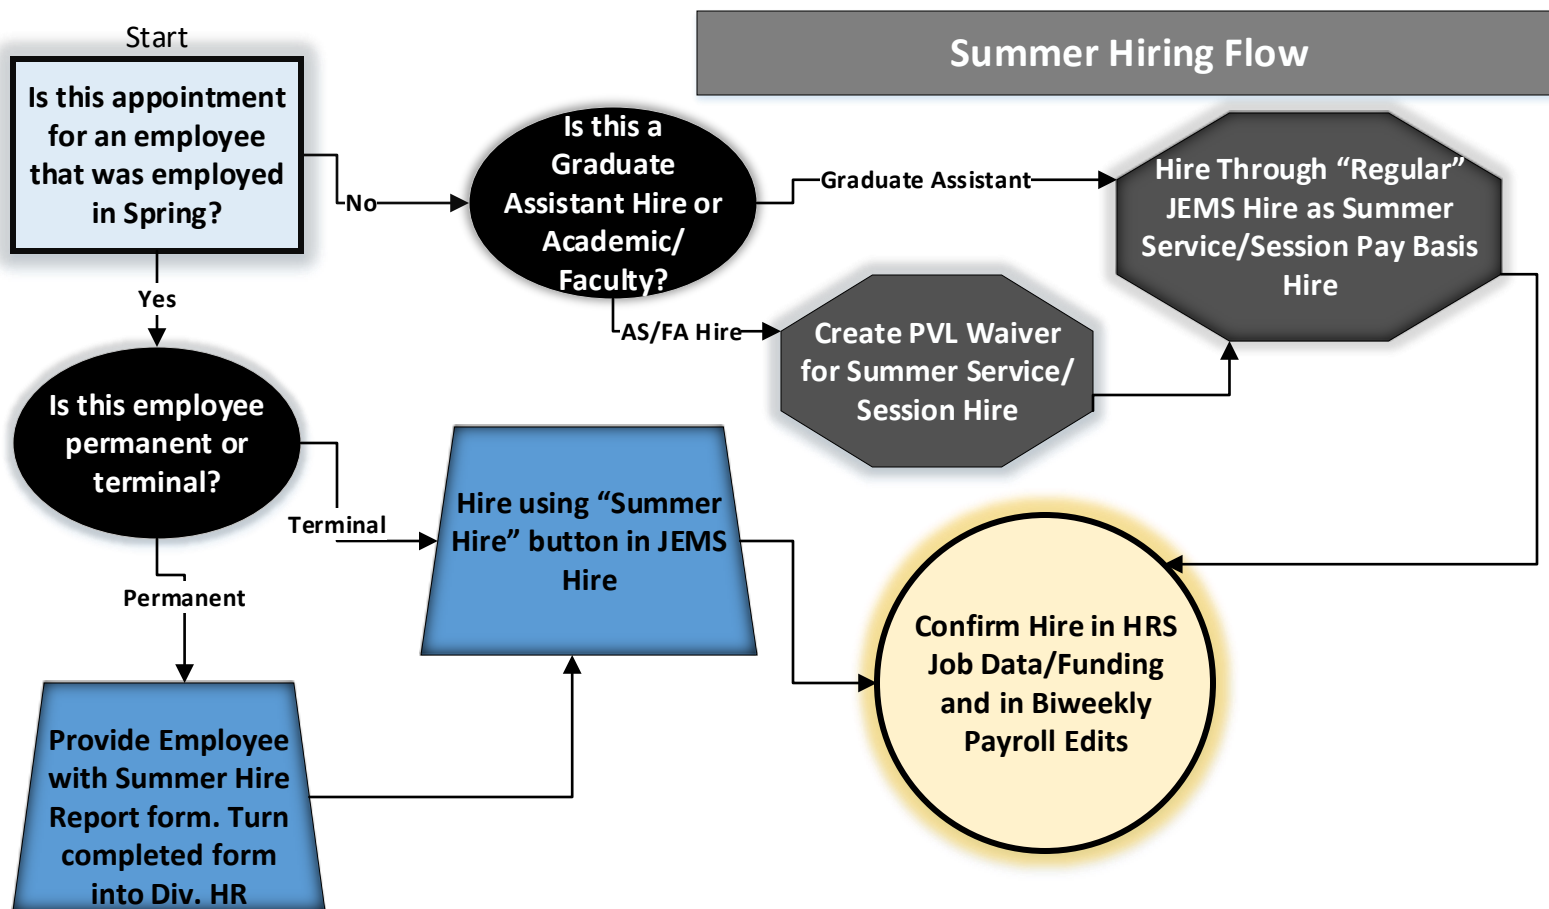 Start
Summer Hiring Flow
Is this appointment
for an employee
that was employed
in Spring?
No
Is this a
Graduate
Assistant Hire or
Academic/
Faculty?
Graduate Assistant
Hire Through “Regular”
JEMS Hire as Summer
Service/Session Pay Basis
Hire
Yes
AS/FA Hire
Create PVL Waiver
for Summer Service/
Session Hire
Is this employee
permanent or
terminal?
Terminal
Hire using “Summer
Hire” button in JEMS
Hire
Permanent
Confirm Hire in HRS
Job Data/Funding
and in Biweekly
Payroll Edits
Provide Employee
with Summer Hire
Report form. Turn
completed form
into Div. HR